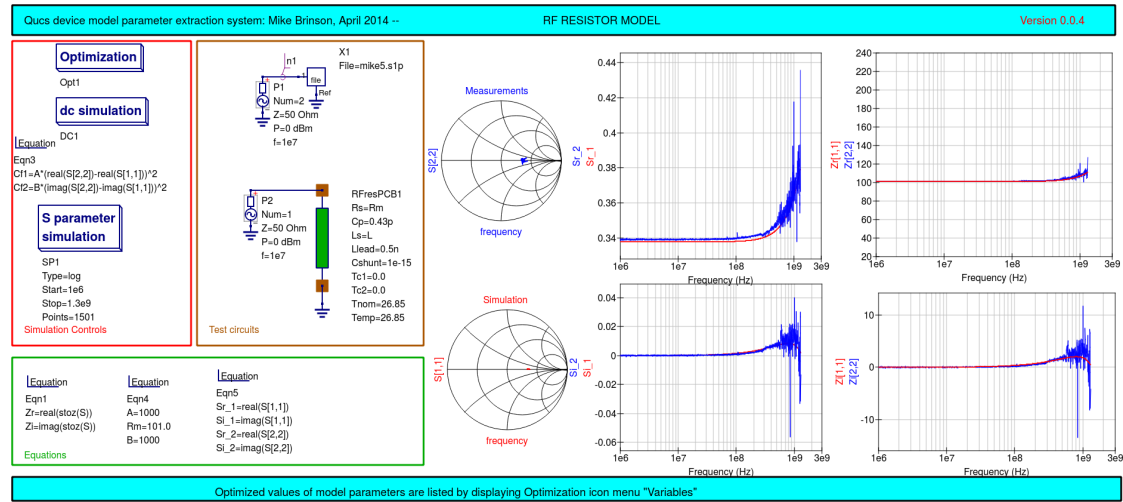 Qucs device model parameter extraction system: Mike Brinson, April 2014 --
RF RESISTOR MODEL
Version 0.0.4
Optimization
Opt1
dc simulation
DC1
Equation
Eqn3
Cf1=A*(real(S[2,2])-real(S[1,1]))^2
Cf2=B*(imag(S[2,2])-imag(S[1,1]))^2
S parameter
simulation
SP1
Type=log
Start=1e6
Stop=1.3e9
Points=1501
Simulation Controls
n1
X1
File=mike5.s1p
1
file
Ref
P1
Num=2
Z=50 Ohm
P=0 dBm
f=1e7
P2
Num=1
Z=50 Ohm
P=0 dBm
f=1e7
RFresPCB1
Rs=Rm
Cp=0.43p
Ls=L
Llead=0.5n
Cshunt=1e-15
Tc1=0.0
Tc2=0.0
Tnom=26.85
Temp=26.85
Test circuits
Equation
Eqn1
Zr=real(stoz(S))
Zi=imag(stoz(S))
Equation
Eqn4
A=1000
Rm=101.0
B=1000
Equation
Eqn5
Sr_1=real(S[1,1])
Si_1=imag(S[1,1])
Sr_2=real(S[2,2])
Si_2=imag(S[2,2])
Equations
Measurements
S[2,2]
frequency
Simulation
S[1,1]
frequency
Sr_2
Sr_1
0.44
0.42
0.4
0.38
0.36
0.34
1e6
1e7
1e8
1e9
3e9
Frequency (Hz)
Zr[1,1]
Zr[2,2]
240
220
200
180
160
140
120
100
80
60
40
20
1e6
1e7
1e8
1e9
3e9
Frequency (Hz)
Si_2
Si_1
0.04
0.02
0
-0.02
-0.04
-0.06
1e6
1e7
1e8
1e9
3e9
Frequency (Hz)
Zi[1,1]
Zi[2,2]
10
0
-10
1e6
1e7
1e8
1e9
3e9
Frequency (Hz)
Optimized values of model parameters are listed by displaying Optimization icon menu "Variables"